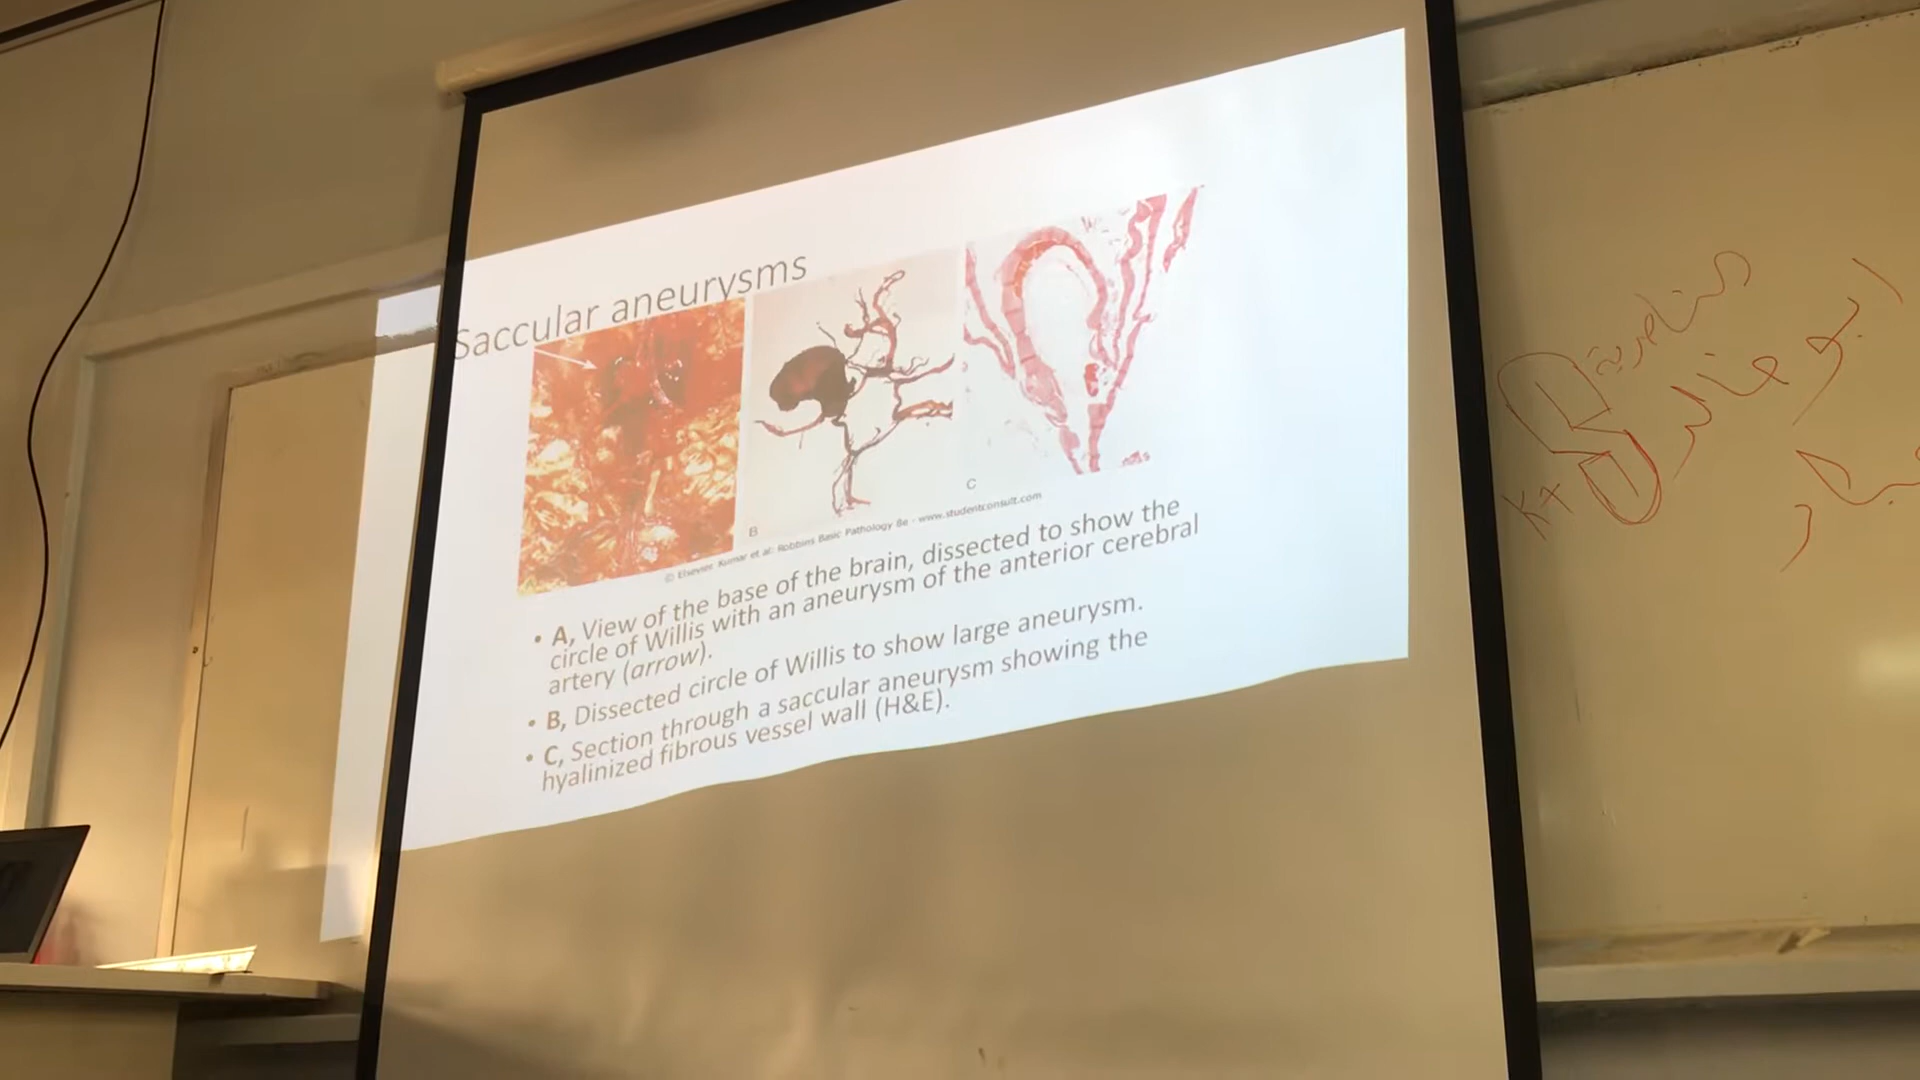 Saccular aneurysms
B
C
© Elsevier. Kumar et al: Robbins Basic Pathology 8e - www.studentconsult.com
• A, View of the base of the brain, dissected to show the
circle of Willis with an aneurysm of the anterior cerebral
artery (arrow).
• B, Dissected circle of Willis to show large aneurysm.
• C, Section through a saccular aneurysm showing the
hyalinized fibrous vessel wall (H&E).